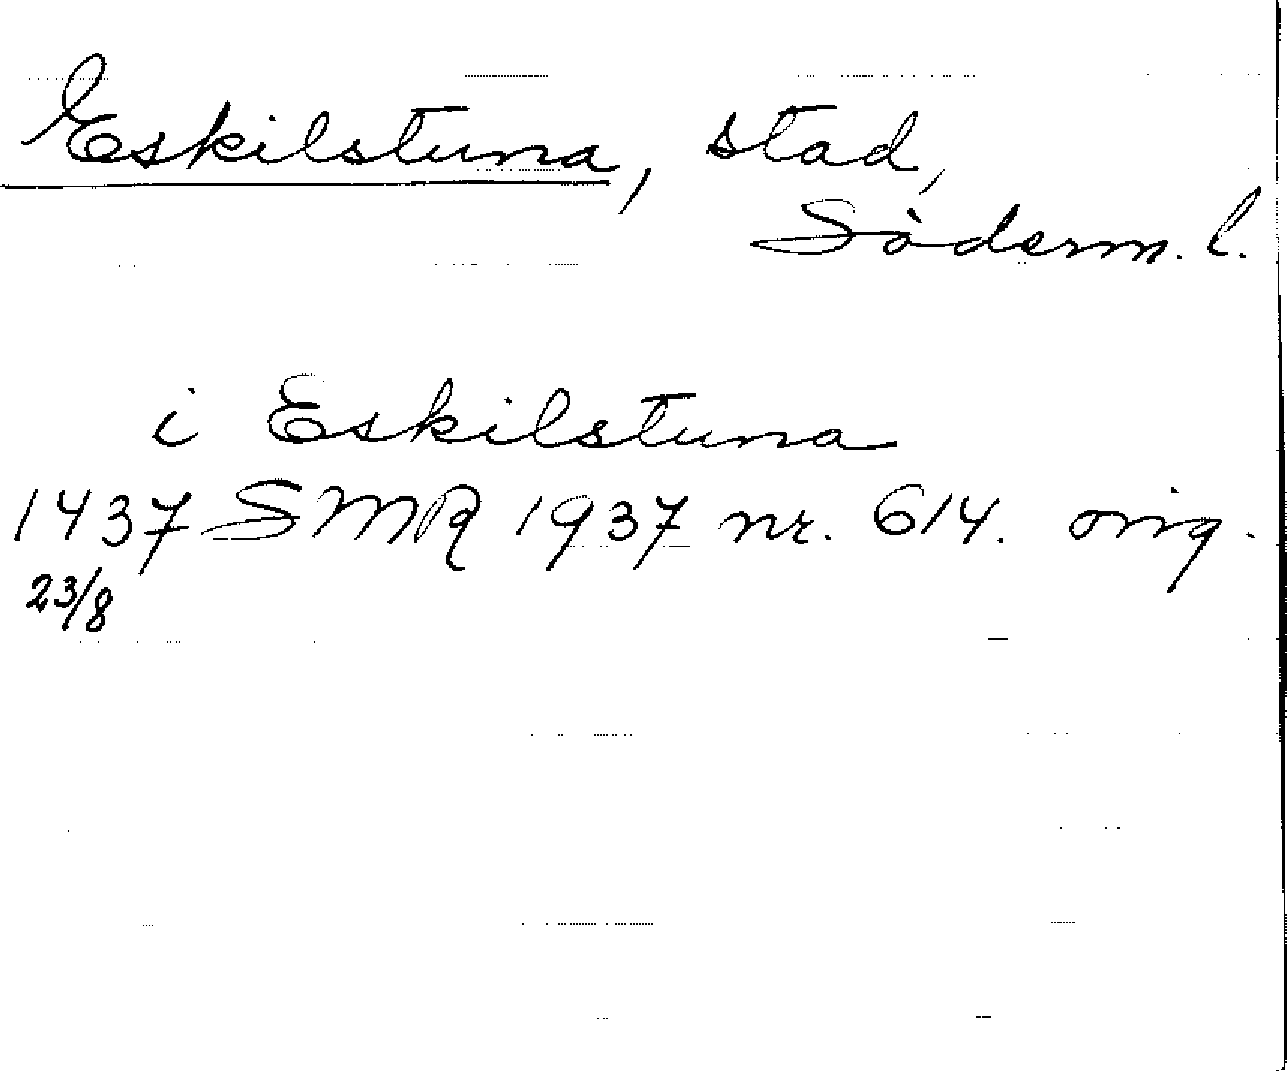 Eskilstuna, stad,
Söderm. l.
i Eskilstuna
1437 SMR 1937 nr. 614. orig.
23/8